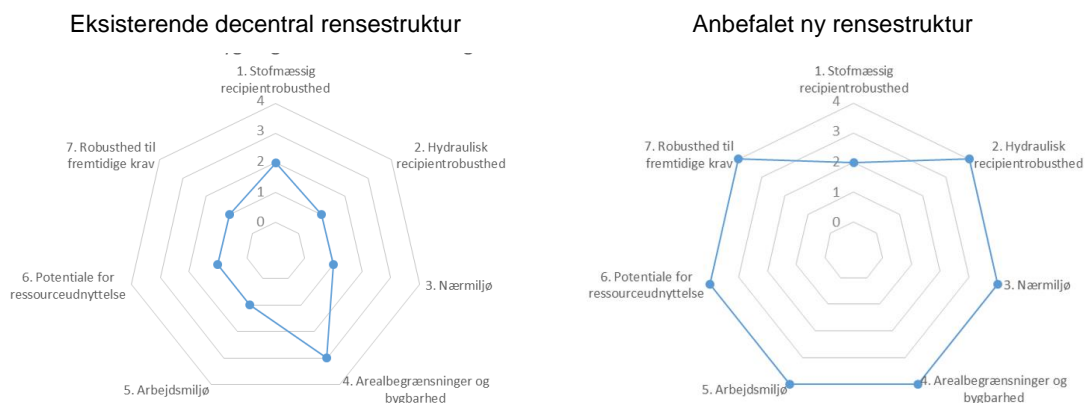 Eksisterende decentral rensestruktur
1. Stofmæssig
recipientrobusthed
4
3
2
1
0
2. Hydraulisk
recipientrobusthed
3. Nærmiljø
4. Arealbegrænsninger og
bygbarhed
5. Arbejdsmiljø
6. Potentiale for
ressourceudnyttelse
7. Robusthed til
fremtidige krav
Anbefalet ny rensestruktur
1. Stofmæssig
recipientrobusthed
4
3
2
1
0
2. Hydraulisk
recipientrobusthed
3. Nærmiljø
4. Arealbegrænsninger og
bygbarhed
5. Arbejdsmiljø
6. Potentiale for
ressourceudnyttelse
7. Robusthed til
fremtidige krav